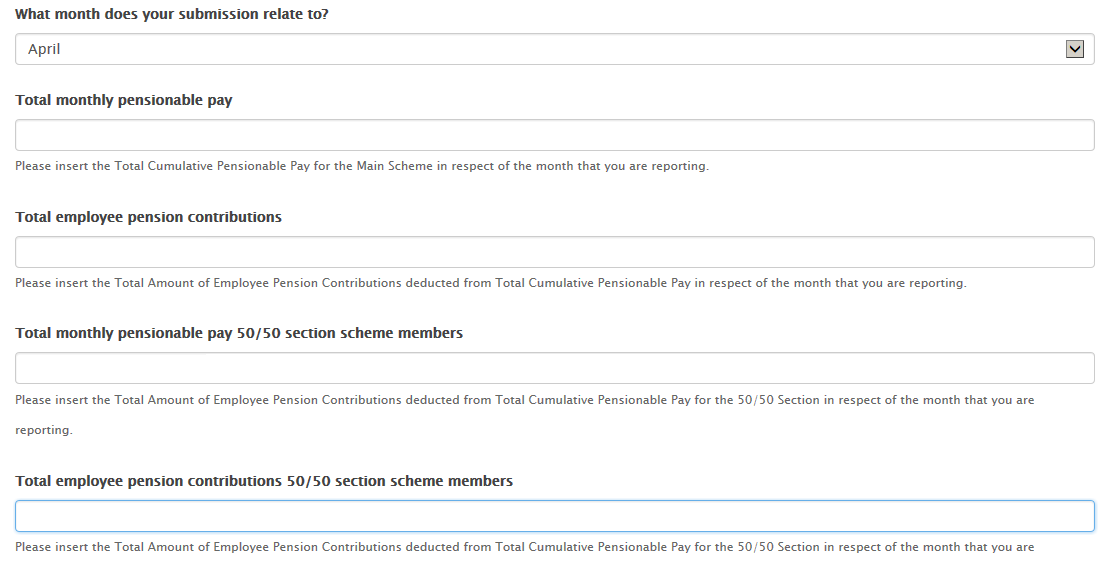 What month does your submission relate to?
April
Total monthly pensionable pay
Please insert the Total Cumulative Pensionable Pay for the Main Scheme in respect of the month that you are reporting.
Total employee pension contributions
Please insert the Total Amount of Employee Pension Contributions deducted from Total Cumulative Pensionable Pay in respect of the month that you are reporting.
Total monthly pensionable pay 50/50 section scheme members
Please insert the Total Amount of Employee Pension Contributions deducted from Total Cumulative Pensionable Pay for the 50/50 Section in respect of the month that you are
reporting.
Total employee pension contributions 50/50 section scheme members
Please insert the Total Amount of Employee Pension Contributions deducted from Total Cumulative Pensionable Pay for the 50/50 Section in respect of the month that you are